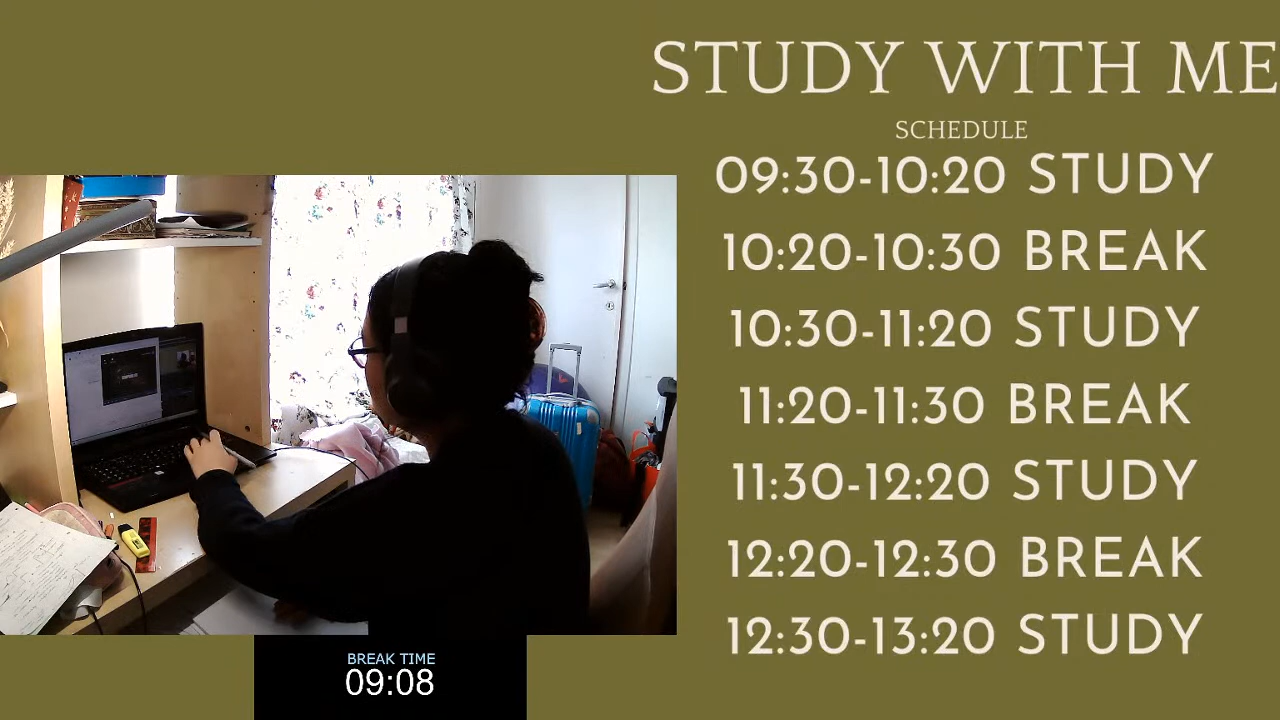 STUDY WITH ME
SCHEDULE
09:30-10:20 STUDY
10:20-10:30 BREAK
10:30-11:20 STUDY
11:20-11:30 BREAK
11:30-12:20 STUDY
12:20-12:30 BREAK
12:30-13:20 STUDY
BREAK TIME
09:08